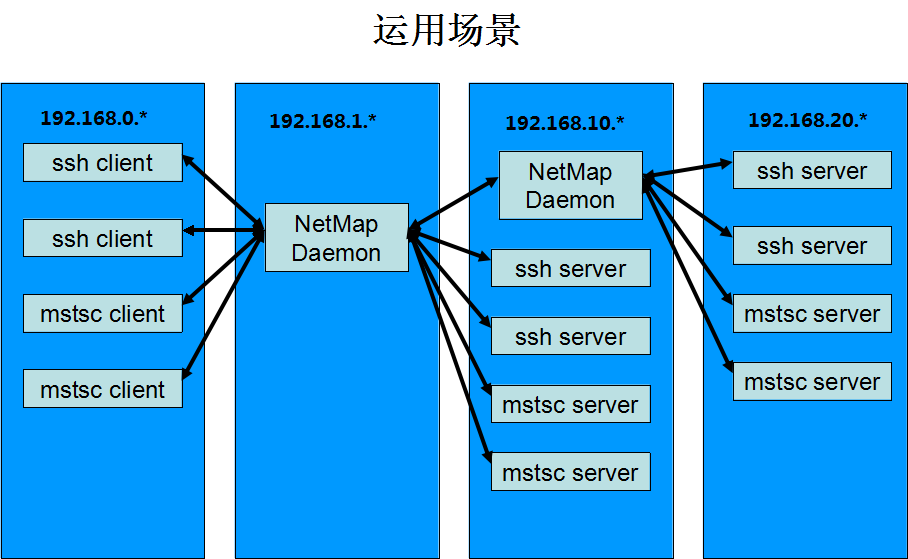 运用场景
192.168.0.*
ssh client
ssh client
mstsc client
mstsc client
192.168.1.*
NetMap
Daemon
192.168.10.*
NetMap
Daemon
ssh server
ssh server
mstsc server
mstsc server
192.168.20.*
ssh server
ssh server
mstsc server
mstsc server